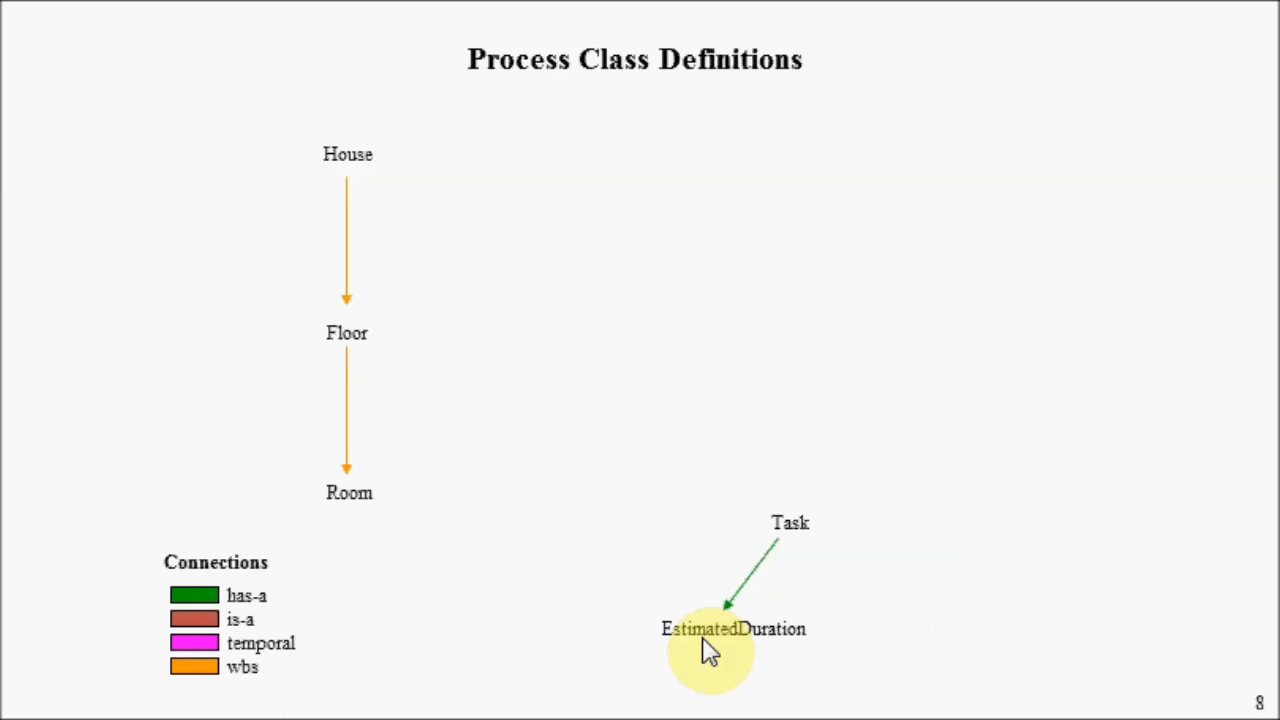 Process Class Definitions
House
Floor
Room
Task
EstimatedDuration
Connections
has-a
is-a
temporal
wbs
8